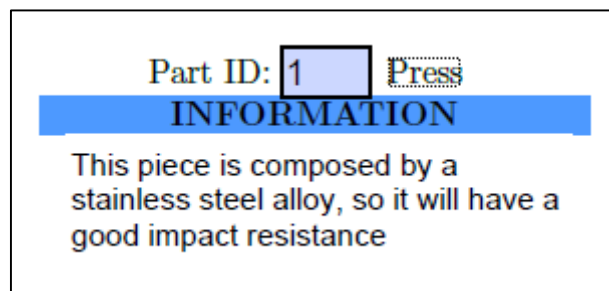 Part ID: 1 Press
INFORMATION
This piece is composed by a
stainless steel alloy, so it will have a
good impact resistance